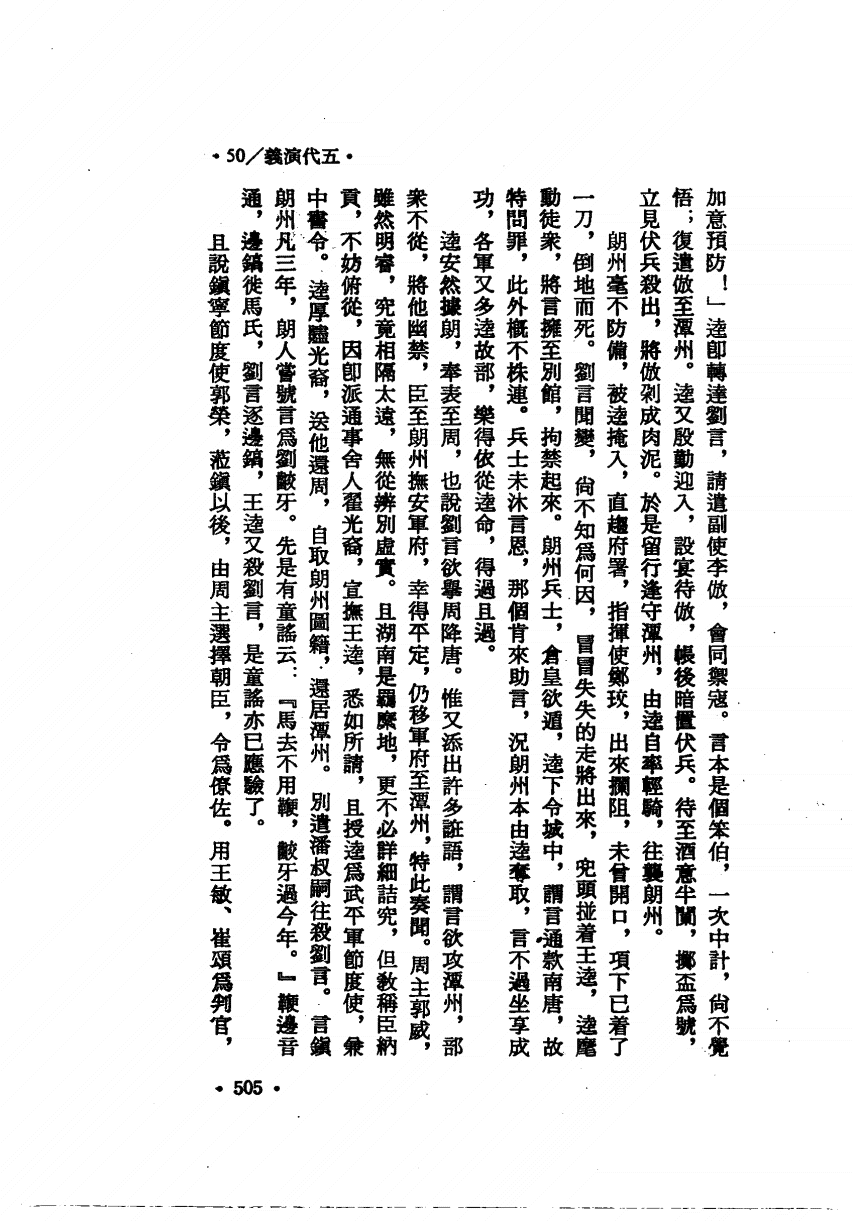 •50／義演代五•
加意預防！」逵卽轉達劉言，請遣副使李倣，會同禦寇。言本是個笨伯，一次中計，尙不覺
悟；復遣倣至潭州。逵又殷勤迎入，設宴待倣，帳後暗置伏兵。待至酒意半闌，擲盃爲號，
立見伏兵殺出，將倣剁成肉泥。於是留行逢守潭州，由逵自率輕騎，往襲朗州。
朗州毫不防備，被逵掩入，直趨府署，指揮使鄭珓，出來攔阻，未曾開口，項下已着了
一刀，倒地而死。劉言聞變，尙不知爲何因，冒冒失失的走將出來，兜頭碰着王逵，逵麾
動徒衆，將言擁至別館，拘禁起來。朗州兵士，倉皇欲遁，逵下令城中，謂言通款南唐，故
特問罪，此外槪不株連。兵士未沐言恩，那個肯來助言，況朗州本由逵奪取，言不過坐享成
功，各軍又多逵故部，樂得依從逵命，得過且過。
逵安然據朗，奉表至周，也說劉言欲舉周降唐。惟又添出許多誑語，謂言欲攻潭州，部
衆不從，將他幽禁，臣至朗州撫安軍府，幸得平定，仍移軍府至潭州，特此奏聞。周主郭威，
雖然明睿，究竟相隔太遠，無從辨別虛實。且湖南是羈縻地，更不必詳細詰究，但敎稱臣納
貢，不妨俯從，因卽派通事舍人翟光裔，宣撫王逵，悉如所請，且授逵爲武平軍節度使，兼
中書令。逵厚贐光裔，送他還周，自取朗州圖籍，還居潭州。別遣潘叔嗣往殺劉言。言鎭
朗州凡三年，朗人嘗號言爲劉齩牙。先是有童謠云：『馬去不用鞭，齩牙過今年。』鞭邊音
通，邊鎬徙馬氏，劉言逐邊鎬，王逵又殺劉言，是童謠亦已應驗了。
且說鎭寧節度使郭榮，蒞鎭以後，由周主選擇朝臣，令爲僚佐。用王敏、崔頌爲判官，
•505•